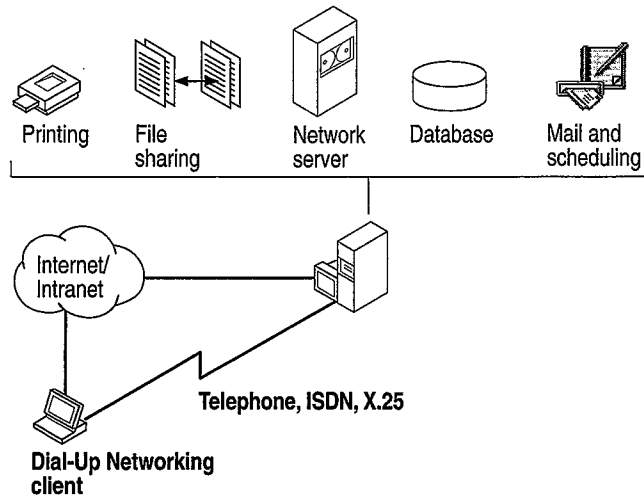 Printing
File
sharing
Network
server
Database
Mail and
scheduling
Internet/
Intranet
Telephone, ISDN, X.25
Dial-Up Networking
client